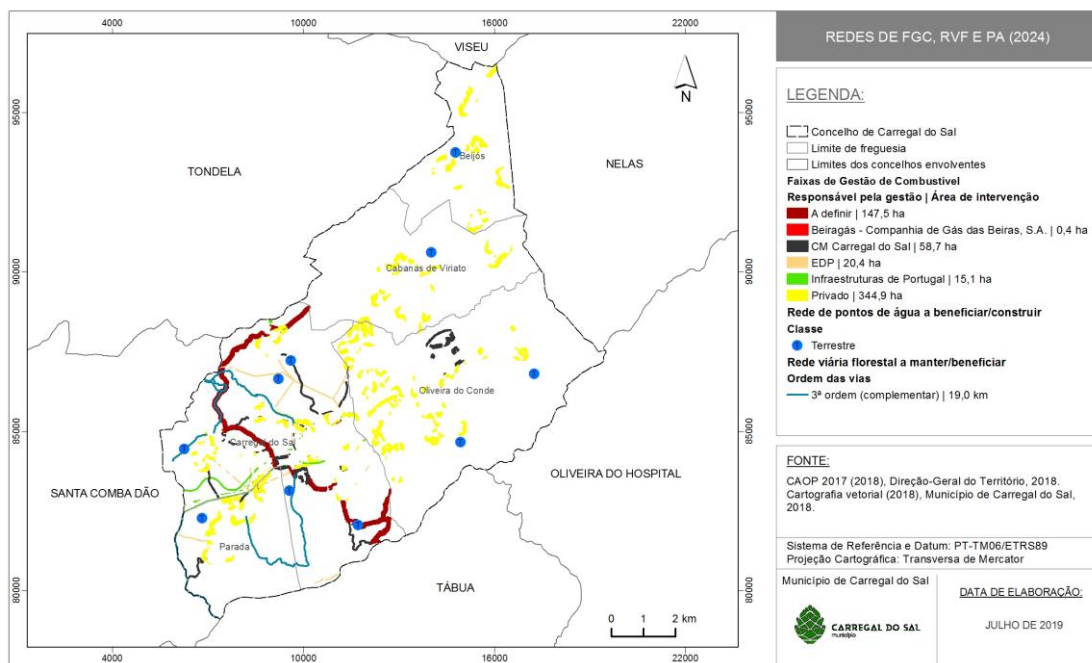 4000 10000 16000 22000
VISEU
N
95000 95000
Beijós
TONDELA
NELAS
90000 90000
Cabanas de Viriato
Oliveira do Conde
85000 85000
Carregal do Sal
OLIVEIRA DO HOSPITAL
SANTA COMBA DÃO
Parada
80000 80000
TÁBUA
0 1 2 km
4000 10000 16000 22000
REDES DE FGC, RVF E PA (2024)
LEGENDA:
Concelho de Carregal do Sal
Limite de freguesia
Limites dos concelhos envolventes
Faixas de Gestão de Combustivel
Responsável pela gestão | Área de intervenção
A definir | 147,5 ha
Beiragás - Companhia de Gás das Beiras, S.A. | 0,4 ha
CM Carregal do Sal | 58,7 ha
EDP | 20,4 ha
Infraestruturas de Portugal | 15,1 ha
Privado | 344,9 ha
Rede de pontos de água a beneficiar/construir
Classe
T Terrestre
Rede viária florestal a manter/beneficiar
Ordem das vias
3ª ordem (complementar) | 19,0 km
FONTE:
CAOP 2017 (2018), Direção-Geral do Território, 2018.
Cartografia vetorial (2018), Município de Carregal do Sal,
2018.
Sistema de Referência e Datum: PT-TM06/ETRS89
Projeção Cartográfica: Transversa de Mercator
Município de Carregal do Sal
CARREGAL DO SAL
município
DATA DE ELABORAÇÃO:
JULHO DE 2019